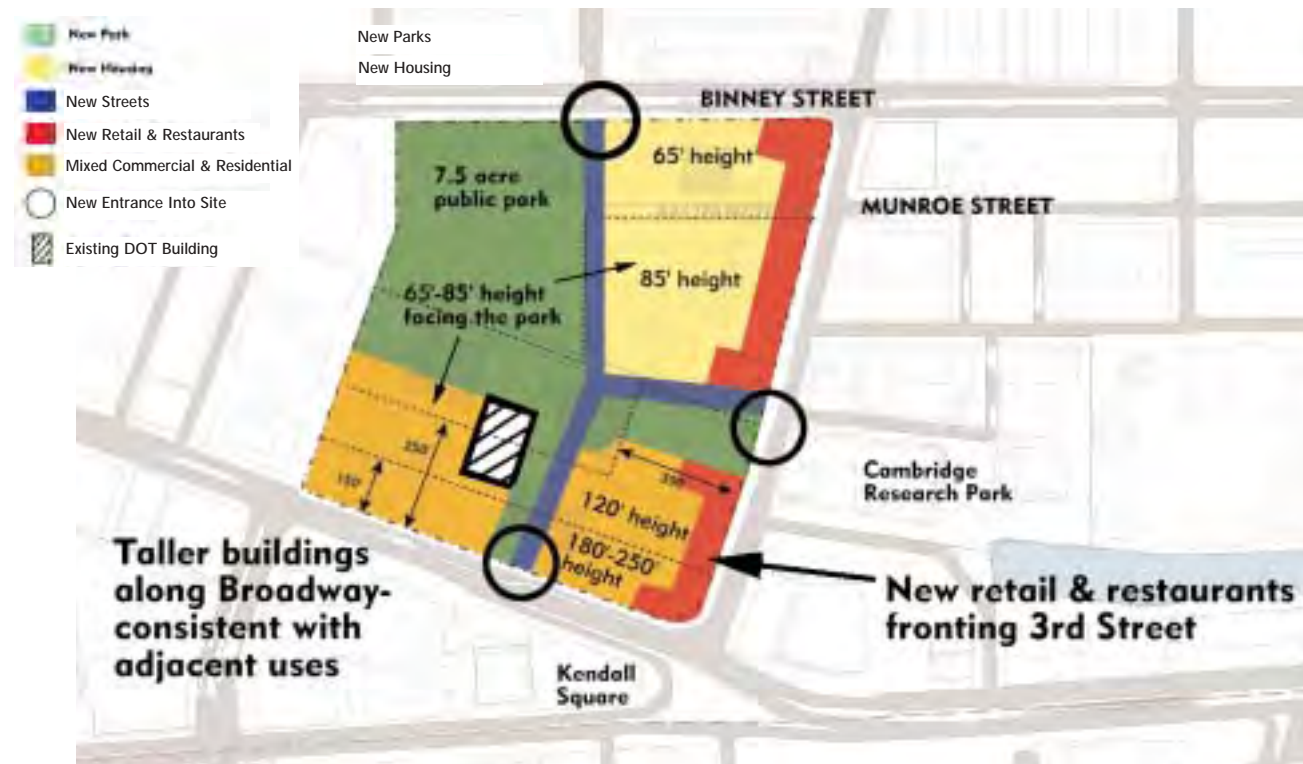 New Park
New Housing
New Streets
New Retail & Restaurants
Mixed Commercial & Residential
New Entrance Into Site
Existing DOT Building
New Parks
New Housing
BINNEY STREET
MUNROE STREET
7.5 acre
public park
65' height
85' height
65'-85' height
facing the park
250'
120' height
180'-250'
height
Cambridge
Research Park
Taller buildings
along Broadway-
consistent with
adjacent uses
New retail & restaurants
fronting 3rd Street
Kendall
Square